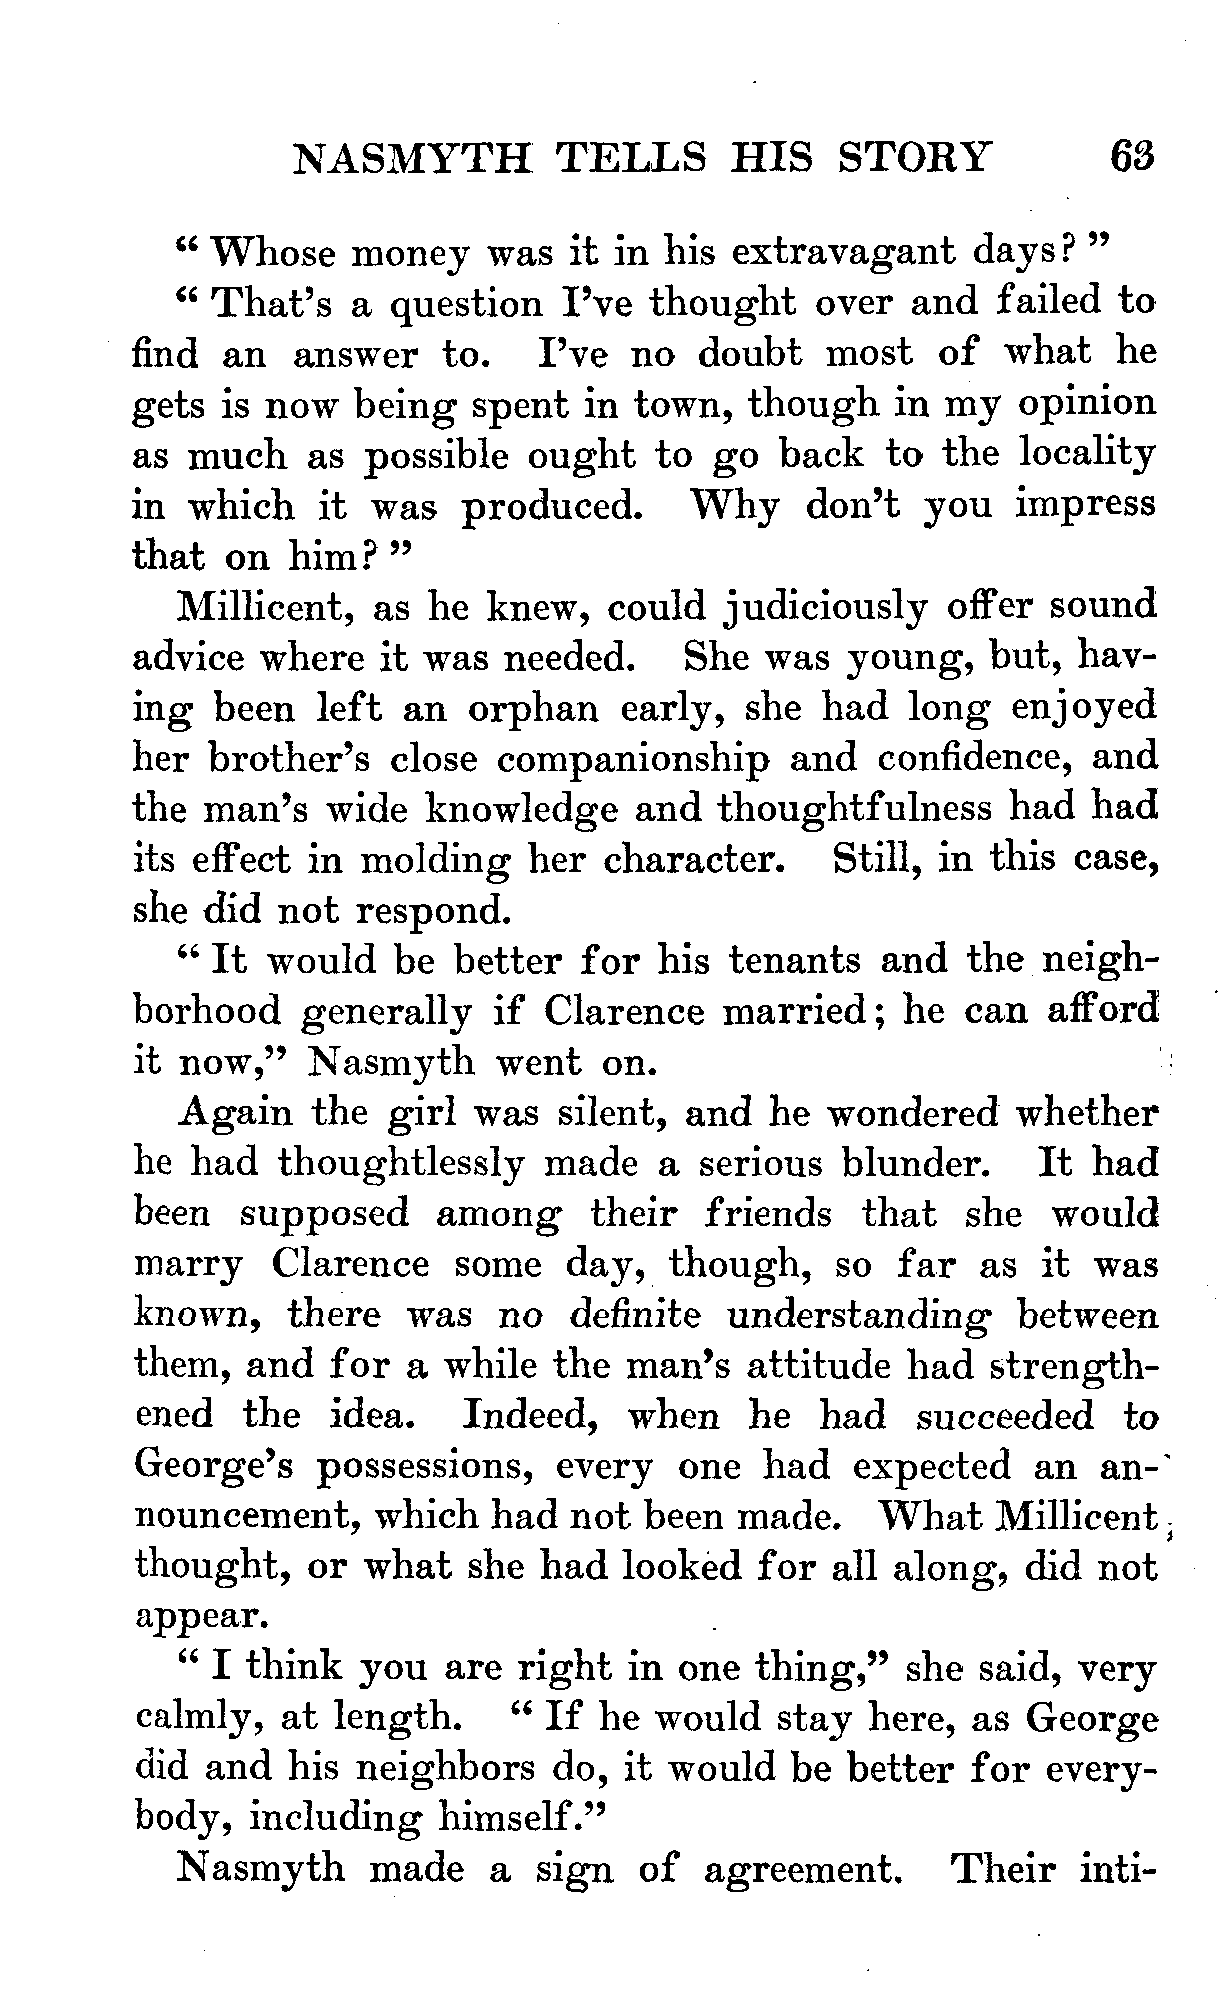 NASMYTH TELLS HIS STORY 63
“ Whose money was it in his extravagant days? ”
“ That’s a question I’ve thought over and failed to
find an answer to. I’ve no doubt most of what he
gets is now being spent in town, though in my opinion
as much as possible ought to go back to the locality
in which it was produced. Why don’t you impress
that on him? ”
Millicent, as he knew, could judiciously offer sound
advice where it was needed. She was young, but, hav-
ing been left an orphan early, she had long enjoyed
her brother’s close companionship and confidence, and
the man’s wide knowledge and thoughtfulness had had
its effect in molding her character. Still, in this case,
she did not respond.
“ It would be better for his tenants and the neigh-
borhood generally if Clarence married; he can afford
it now,” Nasmyth went on.
Again the girl was silent, and he wondered whether
he had thoughtlessly made a serious blunder. It had
been supposed among their friends that she would
marry Clarence some day, though, so far as it was
known, there was no definite understanding between
them, and for a while the man’s attitude had strength-
ened the idea. Indeed, when he had succeeded to
George’s possessions, every one had expected an an-
nouncement, which had not been made. What Millicent
thought, or what she had looked for all along, did not
appear.
“ I think you are right in one thing,” she said, very
calmly, at length. “ If he would stay here, as George
did and his neighbors do, it would be better for every-
body, including himself.”
Nasmyth made a sign of agreement. Their inti-